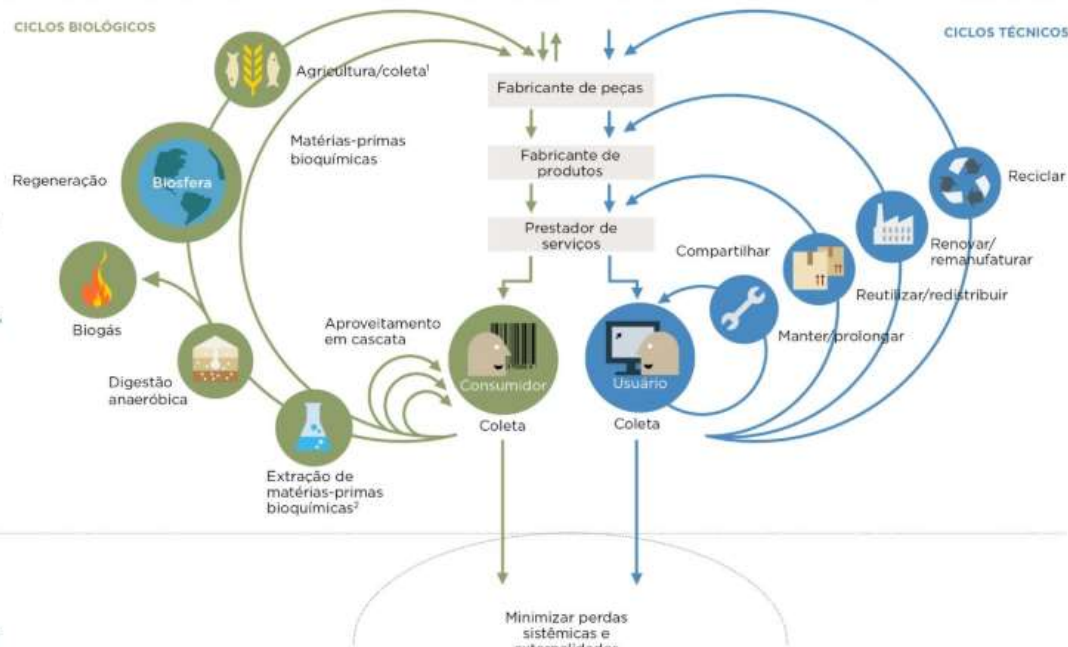 CICLOS BIOLÓGICOS
CICLOS TÉCNICOS
Agricultura/coleta¹
Matérias-primas
bioquímicas
Regeneração
Biosfera
Biogás
Digestão
anaeróbica
Extração de
matérias-primas
bioquímicas²
Aproveitamento
em cascata
Fabricante de peças
Fabricante de
produtos
Prestador de
serviços
Consumidor
Coleta
Usuário
Coleta
Compartilhar
Manter/prolongar
Reutilizar/redistribuir
Renovar/
remanufaturar
Reciclar
Minimizar perdas
sistêmicas e